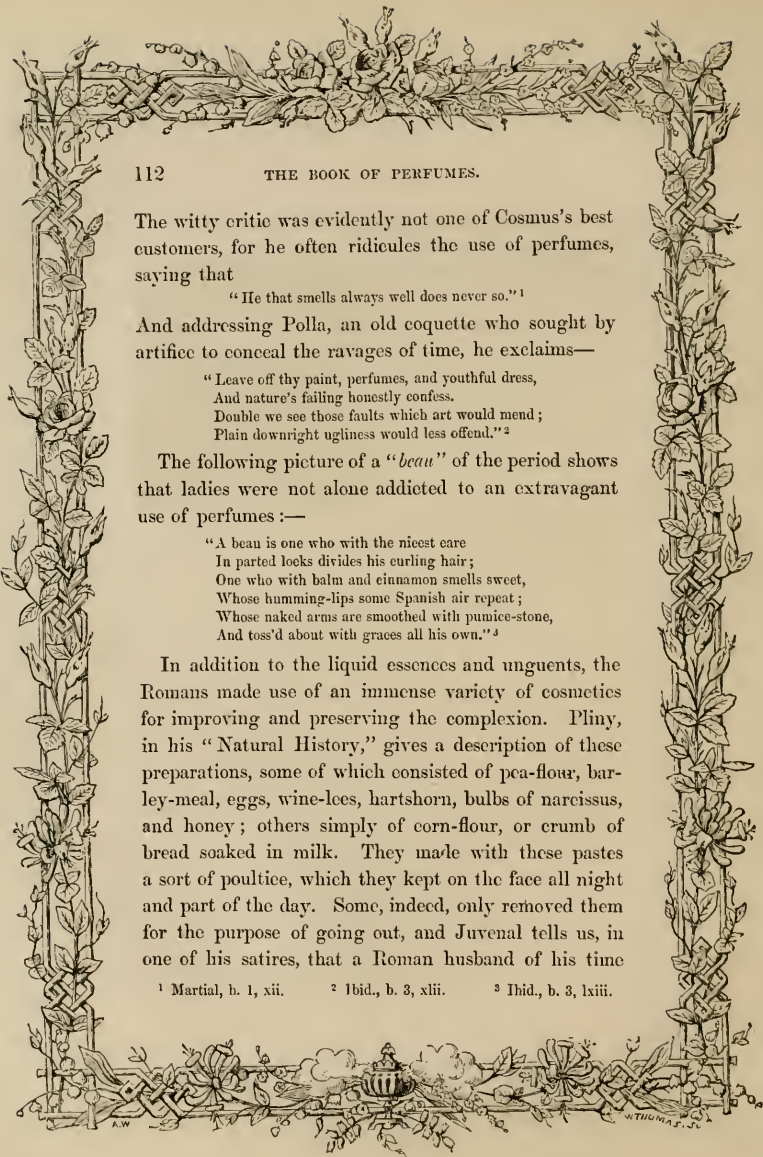 112 THE BOOK OF PERFUMES.
The witty critic was evidently not one of Cosmus's best
customers, for he often ridicules the use of perfumes,
saying that
"He that smells always well does never so." 1
And addressing Polla, an old coquette who sought by
artifice to conceal the ravages of time, he exclaims—
"Leave off thy paint, perfumes, and youthful dress,
And nature's failing honestly confess.
Double we see those faults which art would mend;
Plain downright ugliness would less offend." 2
The following picture of a "beau" of the period shows
that ladies were not alone addicted to an extravagant
use of perfumes:—
"A beau is one who with the nicest care
In parted locks divides his curling hair;
One who with balm and cinnamon smells sweet,
Whose humming-lips some Spanish air repeat;
Whose naked arms are smoothed with pumice-stone,
And toss'd about with graces all his own." 3
In addition to the liquid essences and unguents, the
Romans made use of an immense variety of cosmetics
for improving and preserving the complexion. Pliny,
in his "Natural History," gives a description of these
preparations, some of which consisted of pea-flour, bar-
ley-meal, eggs, wine-lees, hartshorn, bulbs of narcissus,
and honey; others simply of corn-flour, or crumb of
bread soaked in milk. They made with these pastes
a sort of poultice, which they kept on the face all night
and part of the day. Some, indeed, only removed them
for the purpose of going out, and Juvenal tells us, in
one of his satires, that a Roman husband of his time
1 Martial, b. 1, xii. 2 Ibid., b. 3, xlii. 3 Ibid., b. 3, lxiii.
A.W W THOMAS. Sc